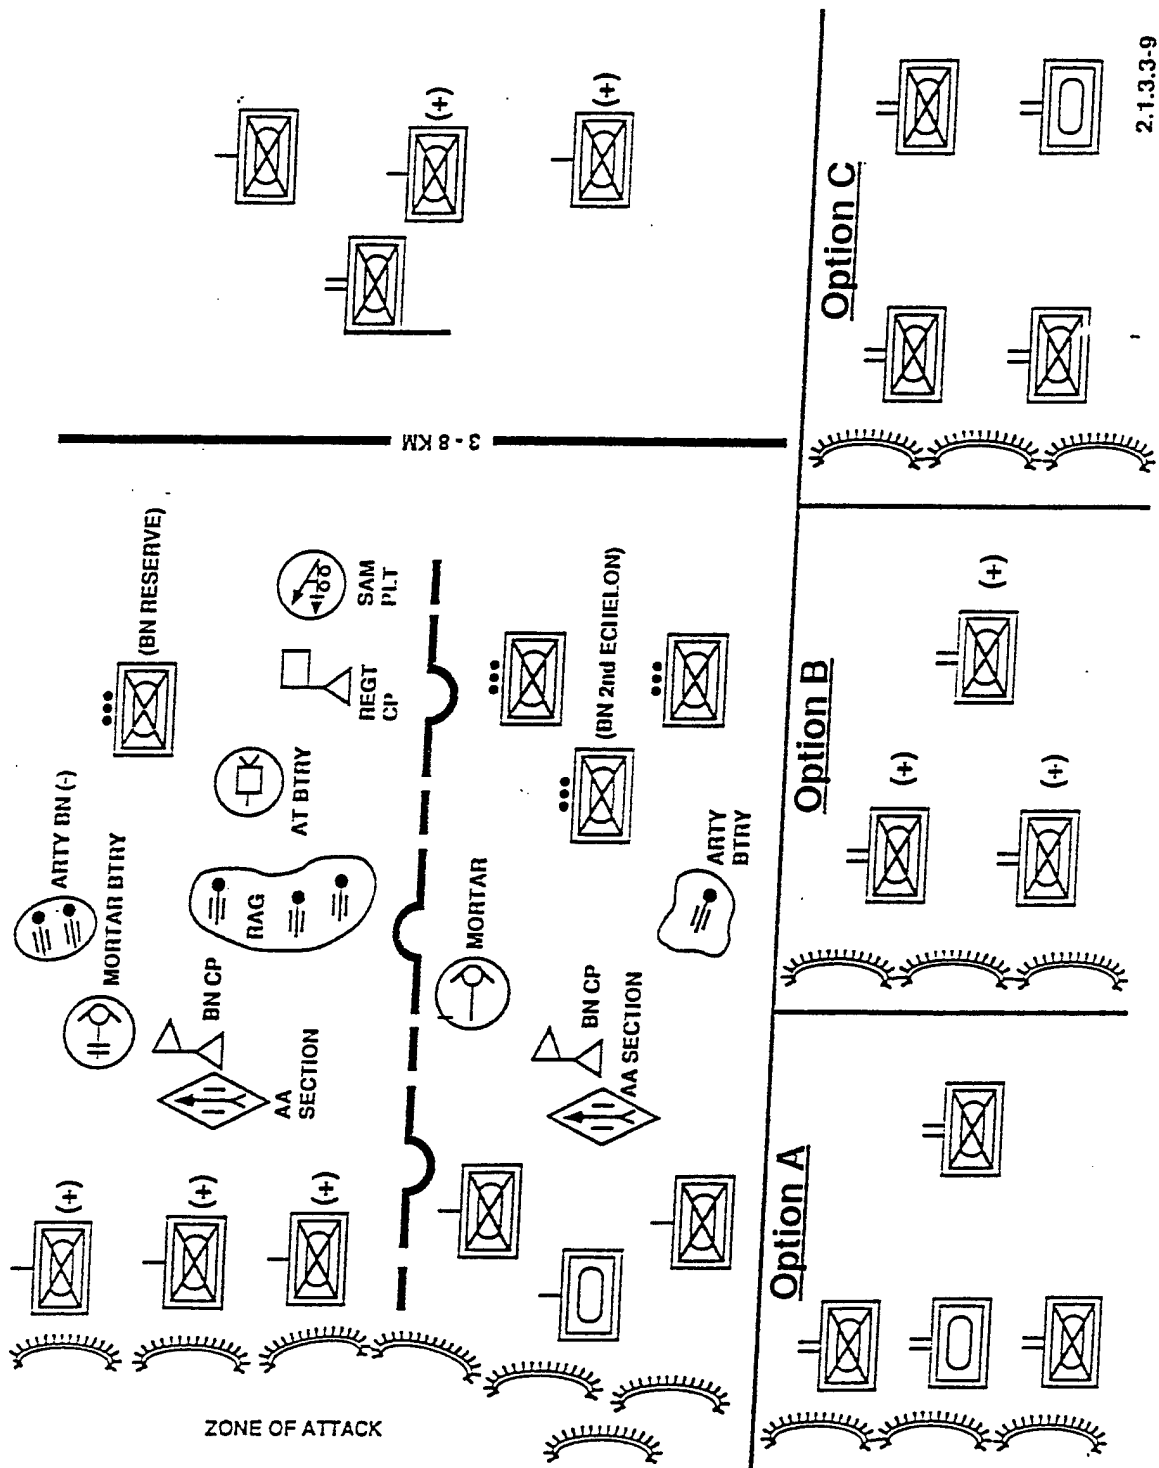 ZONE OF ATTACK
(+)
(+)
(+)
AA
SECTION
BN CP
MORTAR BTRY
ARTY BN (-)
RAG
AT BTRY
REGT
CP
SAM
PLT
(BN RESERVE)
AA SECTION
BN CP
MORTAR
ARTY
BTRY
(BN 2nd ECHELON)
3 - 8 KM
(+)
(+)
Option A
Option B
(+)
(+)
(+)
Option C
2.1.3.3-9